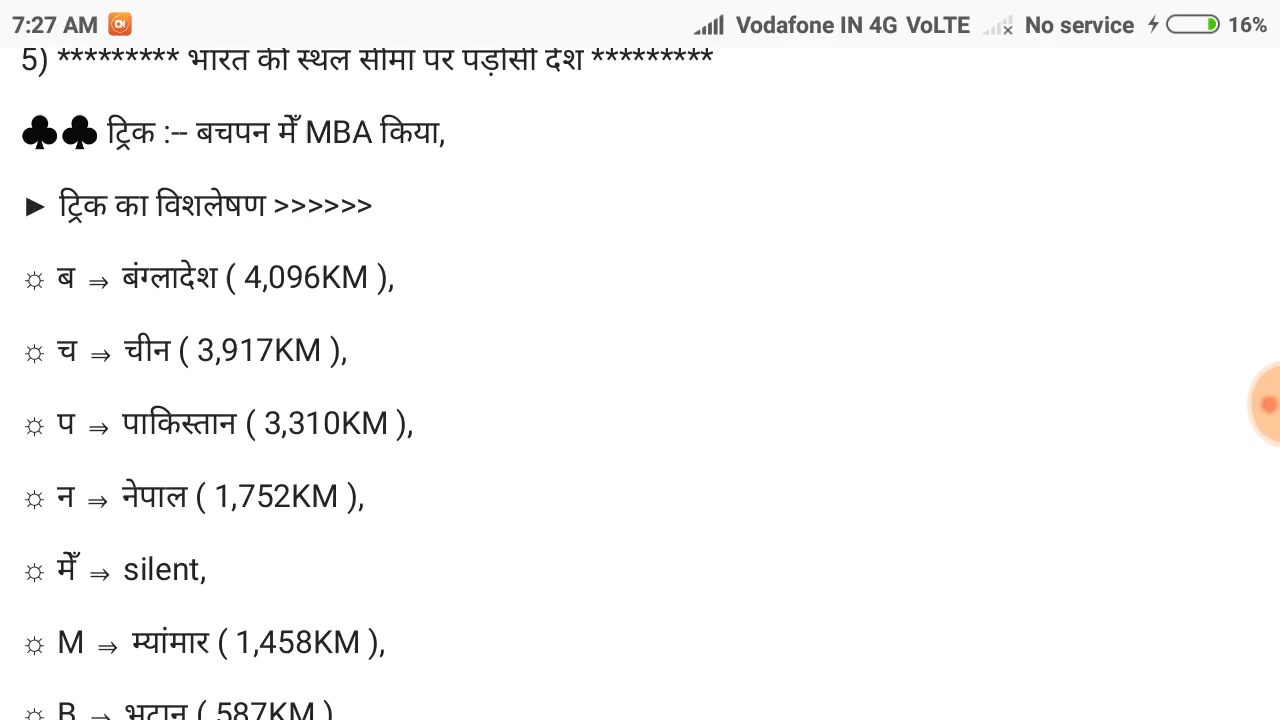 7:27 AM Vodafone IN 4G VoLTE No service 16%
5) ********* भारत की स्थल सीमा पर पड़ोसी देश *********
♣♣ ट्रिक :-- बचपन मेँ MBA किया,
► ट्रिक का विशलेषण >>>>>>
☼ ब ⇒ बंग्लादेश ( 4,096KM ),
☼ च ⇒ चीन ( 3,917KM ),
☼ प ⇒ पाकिस्तान ( 3,310KM ),
☼ न ⇒ नेपाल ( 1,752KM ),
☼ मेँ ⇒ silent,
☼ M ⇒ म्यांमार ( 1,458KM ),
☼ B ⇒ भूटान ( 587KM )